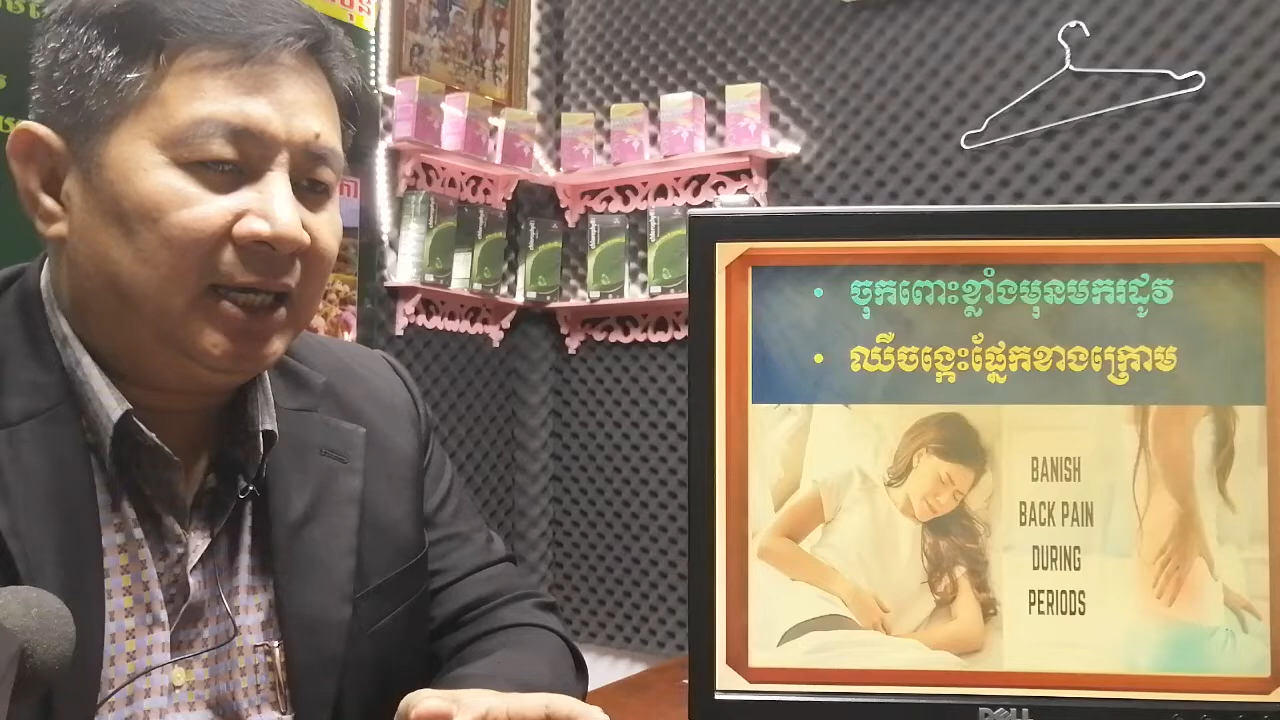 • ចុកពោះខ្លាំងមុនមករដូវ
• ឈឺចង្កេះផ្នែកខាងក្រោម
BANISH
BACK PAIN
DURING
PERIODS
DELL